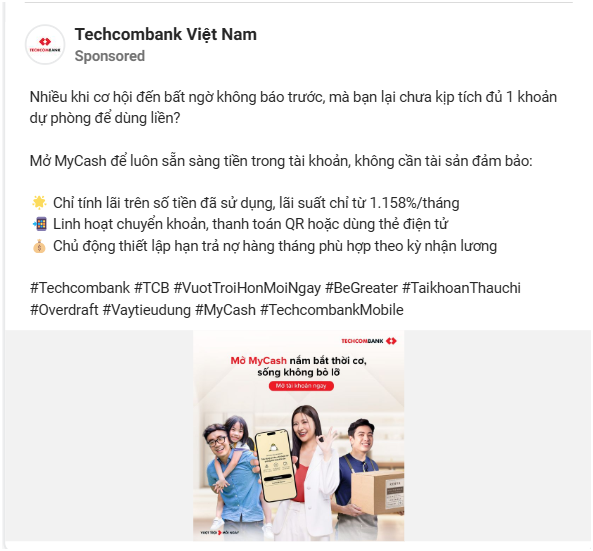 Techcombank Việt Nam
Sponsored
TECHCOMBANK
Nhiều khi cơ hội đến bất ngờ không báo trước, mà bạn lại chưa kịp tích đủ 1 khoản
dự phòng để dùng liền?
Mở MyCash để luôn sẵn sàng tiền trong tài khoản, không cần tài sản đảm bảo:
🌟 Chỉ tính lãi trên số tiền đã sử dụng, lãi suất chỉ từ 1.158%/tháng
📲 Linh hoạt chuyển khoản, thanh toán QR hoặc dùng thẻ điện tử
💰 Chủ động thiết lập hạn trả nợ hàng tháng phù hợp theo kỳ nhận lương
#Techcombank #TCB #VuotTroiHonMoiNgay #BeGreater #TaikhoanThauchi
#Overdraft #Vaytieudung #MyCash #TechcombankMobile
TECHCOMBANK
Mở MyCash nắm bắt thời cơ,
sống không bỏ lỡ
Mở tài khoản ngay
VƯỢT TRỘI MỖI NGÀY